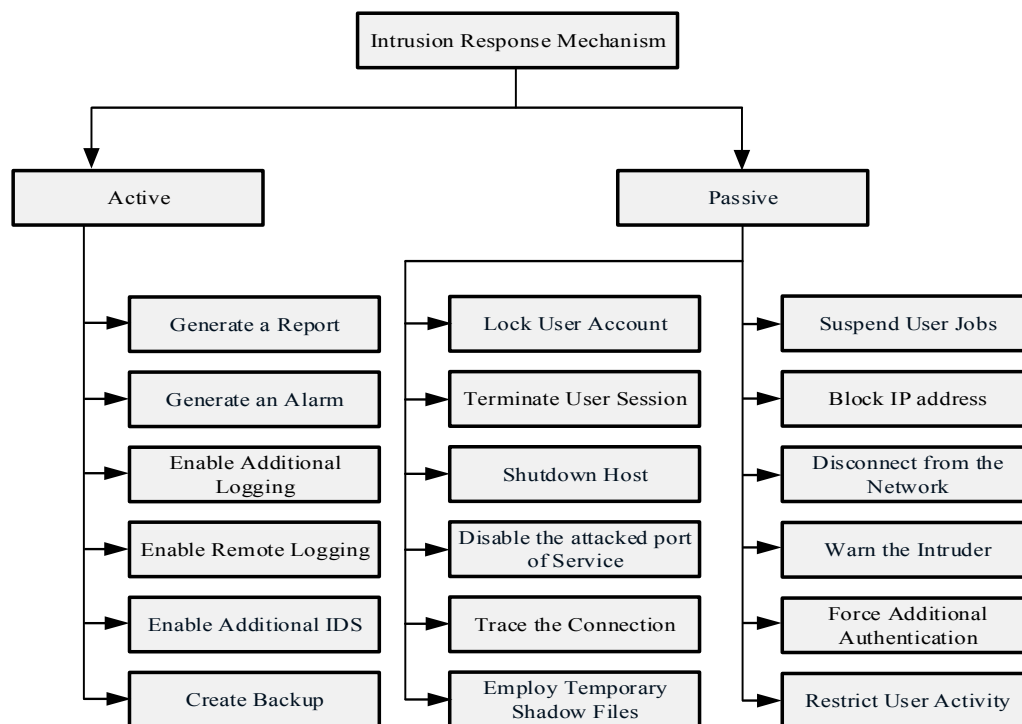 Intrusion Response Mechanism
Active
Passive
Generate a Report
Generate an Alarm
Enable Additional
Logging
Enable Remote Logging
Enable Additional IDS
Create Backup
Lock User Account
Terminate User Session
Shutdown Host
Disable the attacked port
of Service
Trace the Connection
Employ Temporary
Shadow Files
Suspend User Jobs
Block IP address
Disconnect from the
Network
Warn the Intruder
Force Additional
Authentication
Restrict User Activity